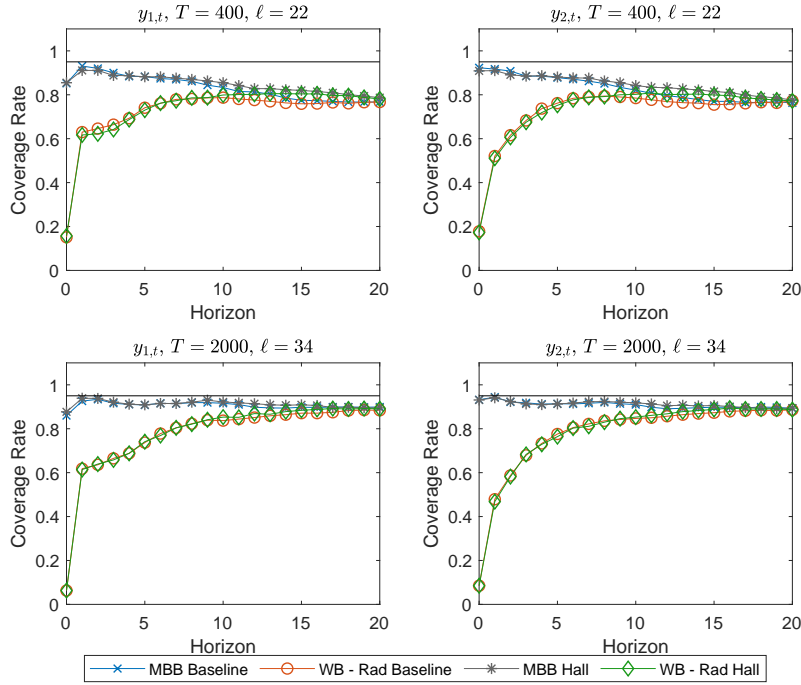 y1,t, T = 400, ℓ = 22
y2,t, T = 400, ℓ = 22
1
0.8
0.6
0.4
0.2
0
Coverage Rate
0 5 10 15 20
Horizon
1
0.8
0.6
0.4
0.2
0
Coverage Rate
0 5 10 15 20
Horizon
y1,t, T = 2000, ℓ = 34
y2,t, T = 2000, ℓ = 34
1
0.8
0.6
0.4
0.2
0
Coverage Rate
0 5 10 15 20
Horizon
1
0.8
0.6
0.4
0.2
0
Coverage Rate
0 5 10 15 20
Horizon
MBB Baseline WB - Rad Baseline MBB Hall WB - Rad Hall